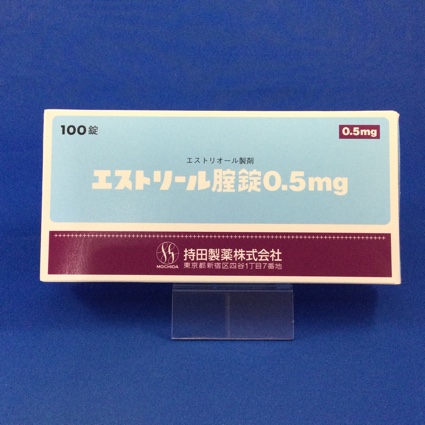 100錠
0.5mg
エストリオール製剤
エストリール腟錠0.5mg
MOCHIDA
持田製薬株式会社
東京都新宿区四谷1丁目7番地